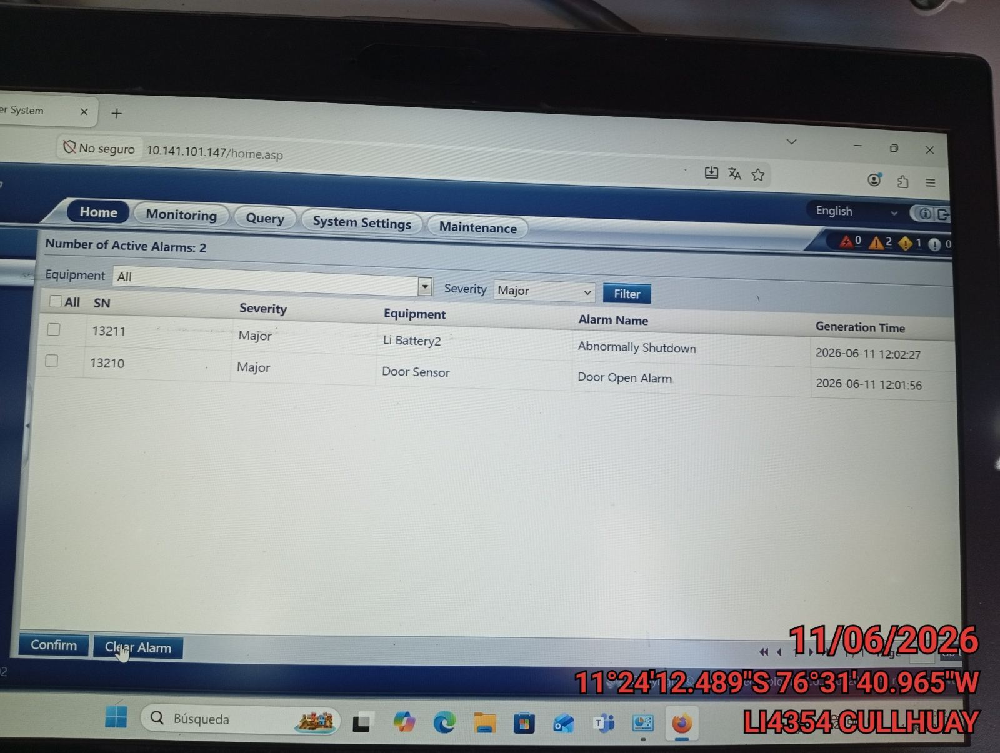 er System
No seguro 10.141.101.147/home.asp
Home Monitoring Query System Settings Maintenance English
0 2 1 0
Number of Active Alarms: 2
Equipment All Severity Major Filter
All SN Severity Equipment Alarm Name Generation Time
13211 Major Li Battery2 Abnormally Shutdown 2026-06-11 12:02:27
13210 Major Door Sensor Door Open Alarm 2026-06-11 12:01:56
Confirm Clear Alarm
11/06/2026
11°24'12.489"S 76°31'40.965"W
LI4354 CULLHUAY
Búsqueda